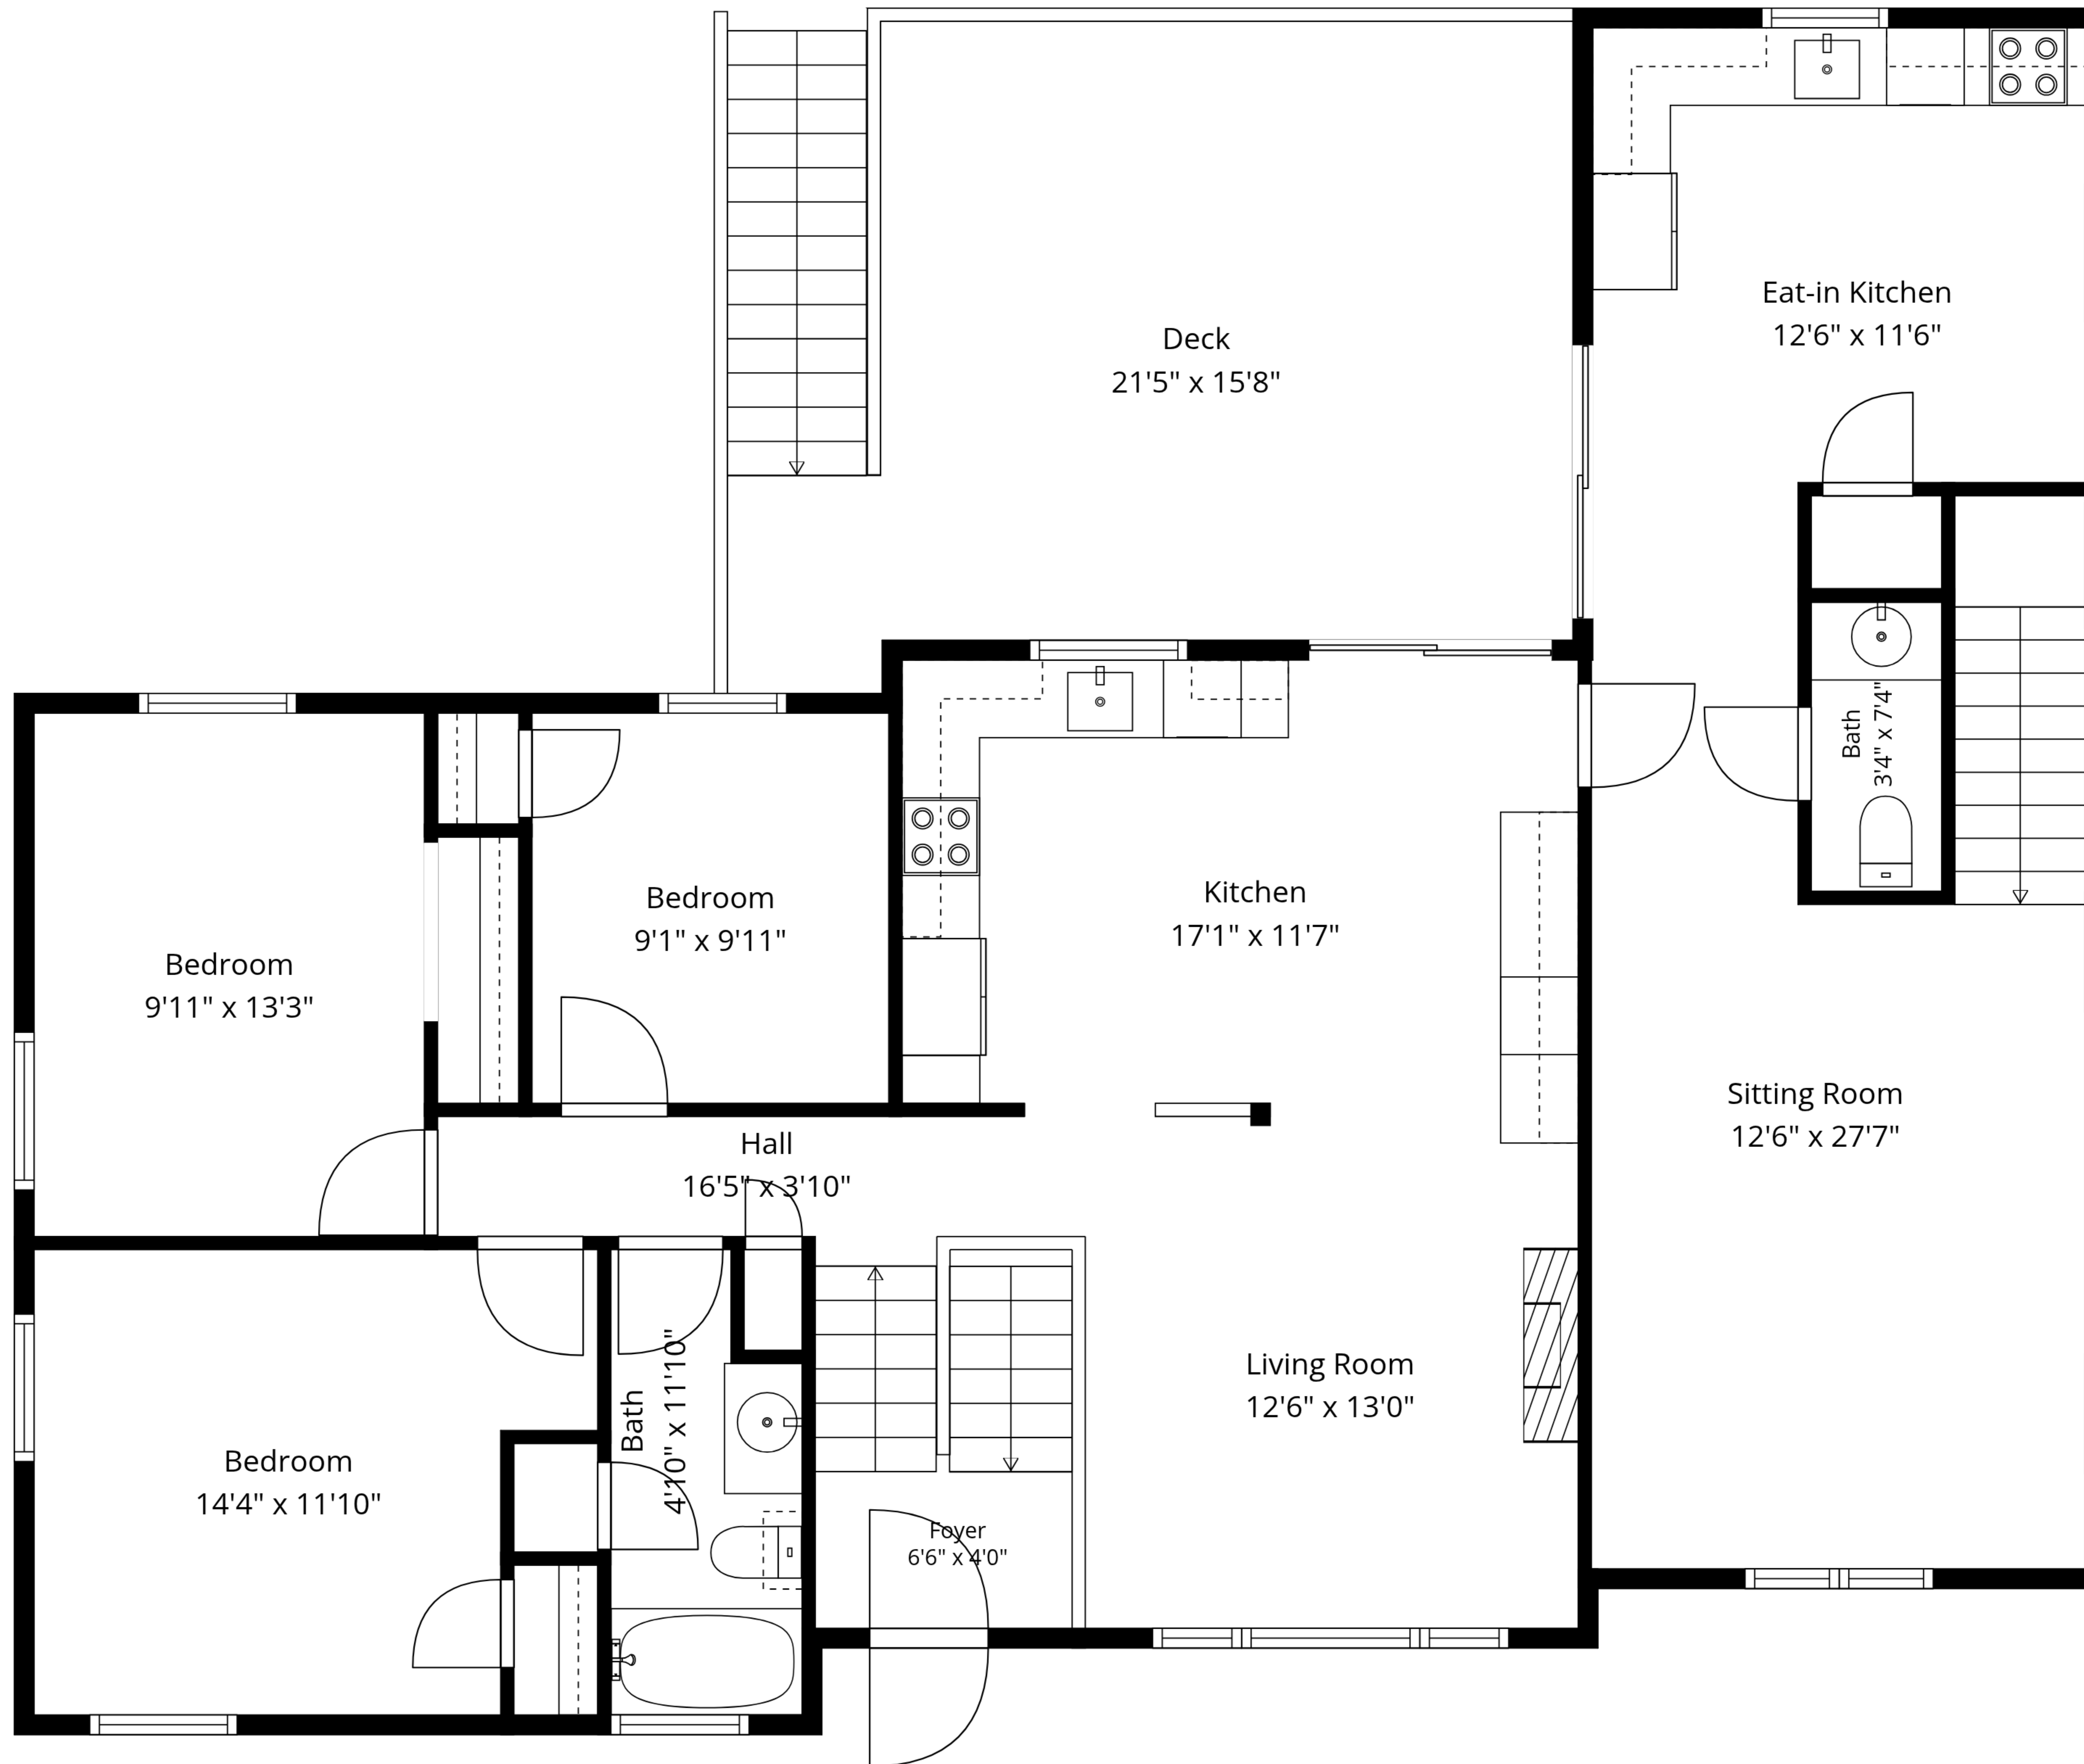 Deck
21'5" x 15'8"
Eat-in Kitchen
12'6" x 11'6"
Bath
3'4" x 7'4"
Kitchen
17'1" x 11'7"
Bedroom
9'1" x 9'11"
Bedroom
9'11" x 13'3"
Sitting Room
12'6" x 27'7"
Hall
16'5" x 3'10"
Living Room
12'6" x 13'0"
Bath
4'10" x 11'10"
Bedroom
14'4" x 11'10"
Foyer
6'6" x 4'0"